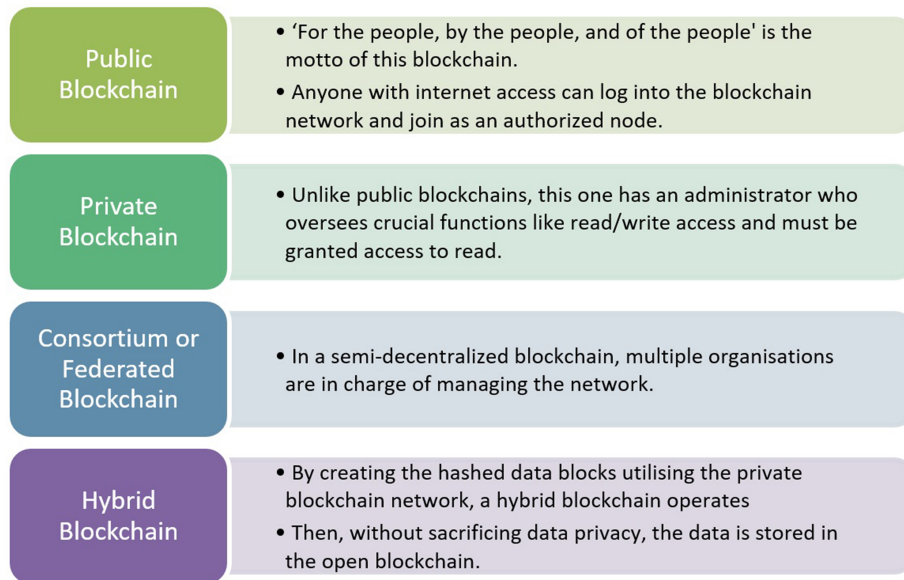 Public
Blockchain
• ‘For the people, by the people, and of the people' is the
motto of this blockchain.
• Anyone with internet access can log into the blockchain
network and join as an authorized node.
Private
Blockchain
• Unlike public blockchains, this one has an administrator who
oversees crucial functions like read/write access and must be
granted access to read.
Consortium or
Federated
Blockchain
• In a semi-decentralized blockchain, multiple organisations
are in charge of managing the network.
Hybrid
Blockchain
• By creating the hashed data blocks utilising the private
blockchain network, a hybrid blockchain operates
• Then, without sacrificing data privacy, the data is stored in
the open blockchain.